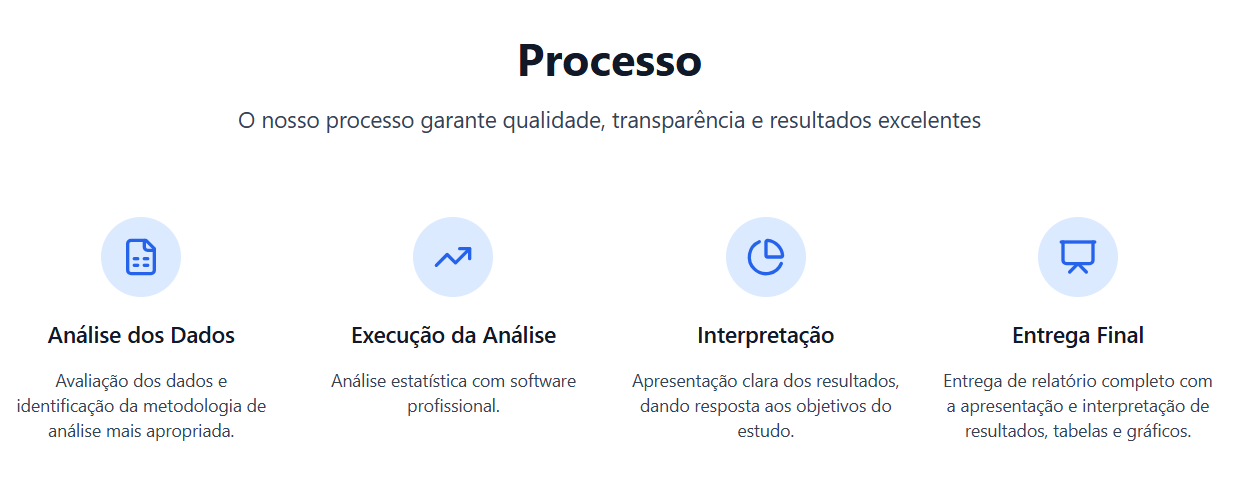 Processo
O nosso processo garante qualidade, transparência e resultados excelentes
Análise dos Dados
Avaliação dos dados e
identificação da metodologia de
análise mais apropriada.
Execução da Análise
Análise estatística com software
profissional.
Interpretação
Apresentação clara dos resultados,
dando resposta aos objetivos do
estudo.
Entrega Final
Entrega de relatório completo com
a apresentação e interpretação de
resultados, tabelas e gráficos.